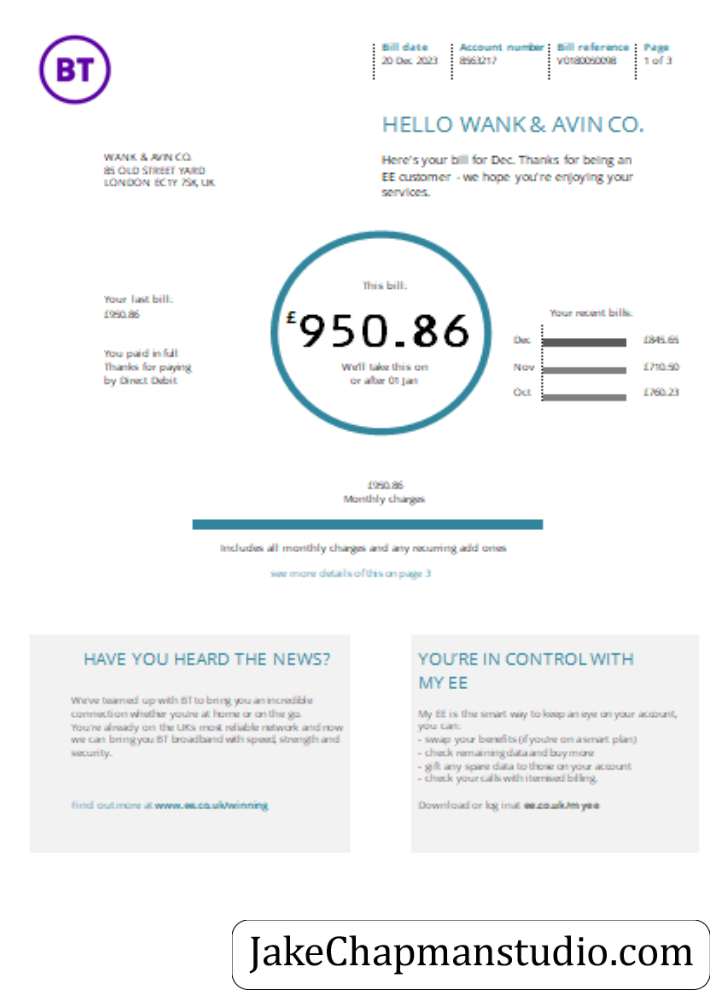 BT
Bill date
20 Dec 2023
Account number
8563217
Bill reference
V0180050098
Page
1 of 3
HELLO WANK & AVIN CO.
WANK & AVIN CO.
85 OLD STREET YARD
LONDON EC1Y 7SK, UK
Here's your bill for Dec. Thanks for being an
EE customer - we hope you're enjoying your
services.
Your last bill:
£950.86
You paid in full
Thanks for paying
by Direct Debit
This bill:
£950.86
We'll take this on
or after 01 Jan
Your recent bills:
Dec £845.65
Nov £710.50
Oct £760.23
£950.86
Monthly charges
Includes all monthly charges and any recurring add ones
see more details of this on page 3
HAVE YOU HEARD THE NEWS?
We've teamed up with BT to bring you an incredible
connection whether you're at home or on the go.
You're already on the UKs most reliable network and now
we can bring you BT broadband with speed, strength and
security.
Find out more at www.ee.co.uk/winning
YOU'RE IN CONTROL WITH
MY EE
My EE is the smart way to keep an eye on your account,
you can:
- swap your benefits (if you're on a smart plan)
- check remaining data and buy more
- gift any spare data to those on your account
- check your calls with itemised billing.
Download or log in at ee.co.uk/myee
JakeChapmanstudio.com